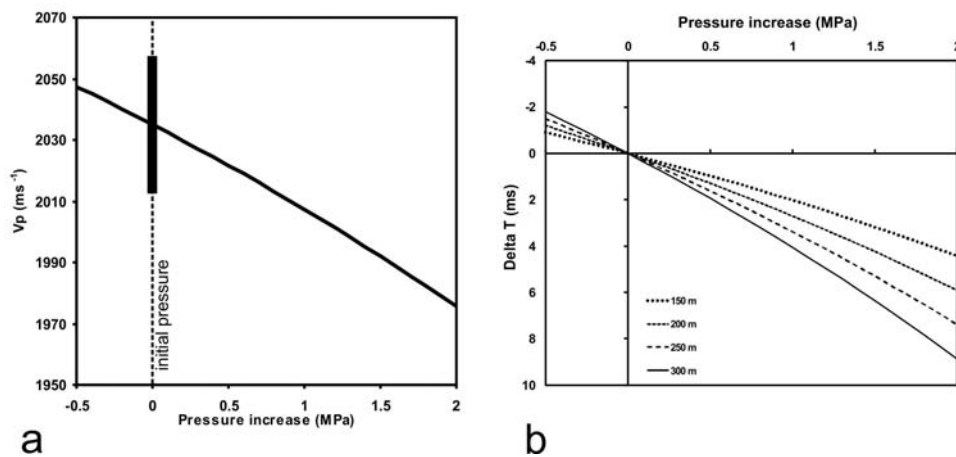 2070
2050
2030
2010
1990
1970
1950
Vp (ms⁻¹)
initial pressure
-0.5 0 0.5 1 1.5 2
Pressure increase (MPa)
a
Pressure increase (MPa)
-0.5 0 0.5 1 1.5 2
-4
-2
0
2
4
6
8
10
Delta T (ms)
150 m
200 m
250 m
300 m
b